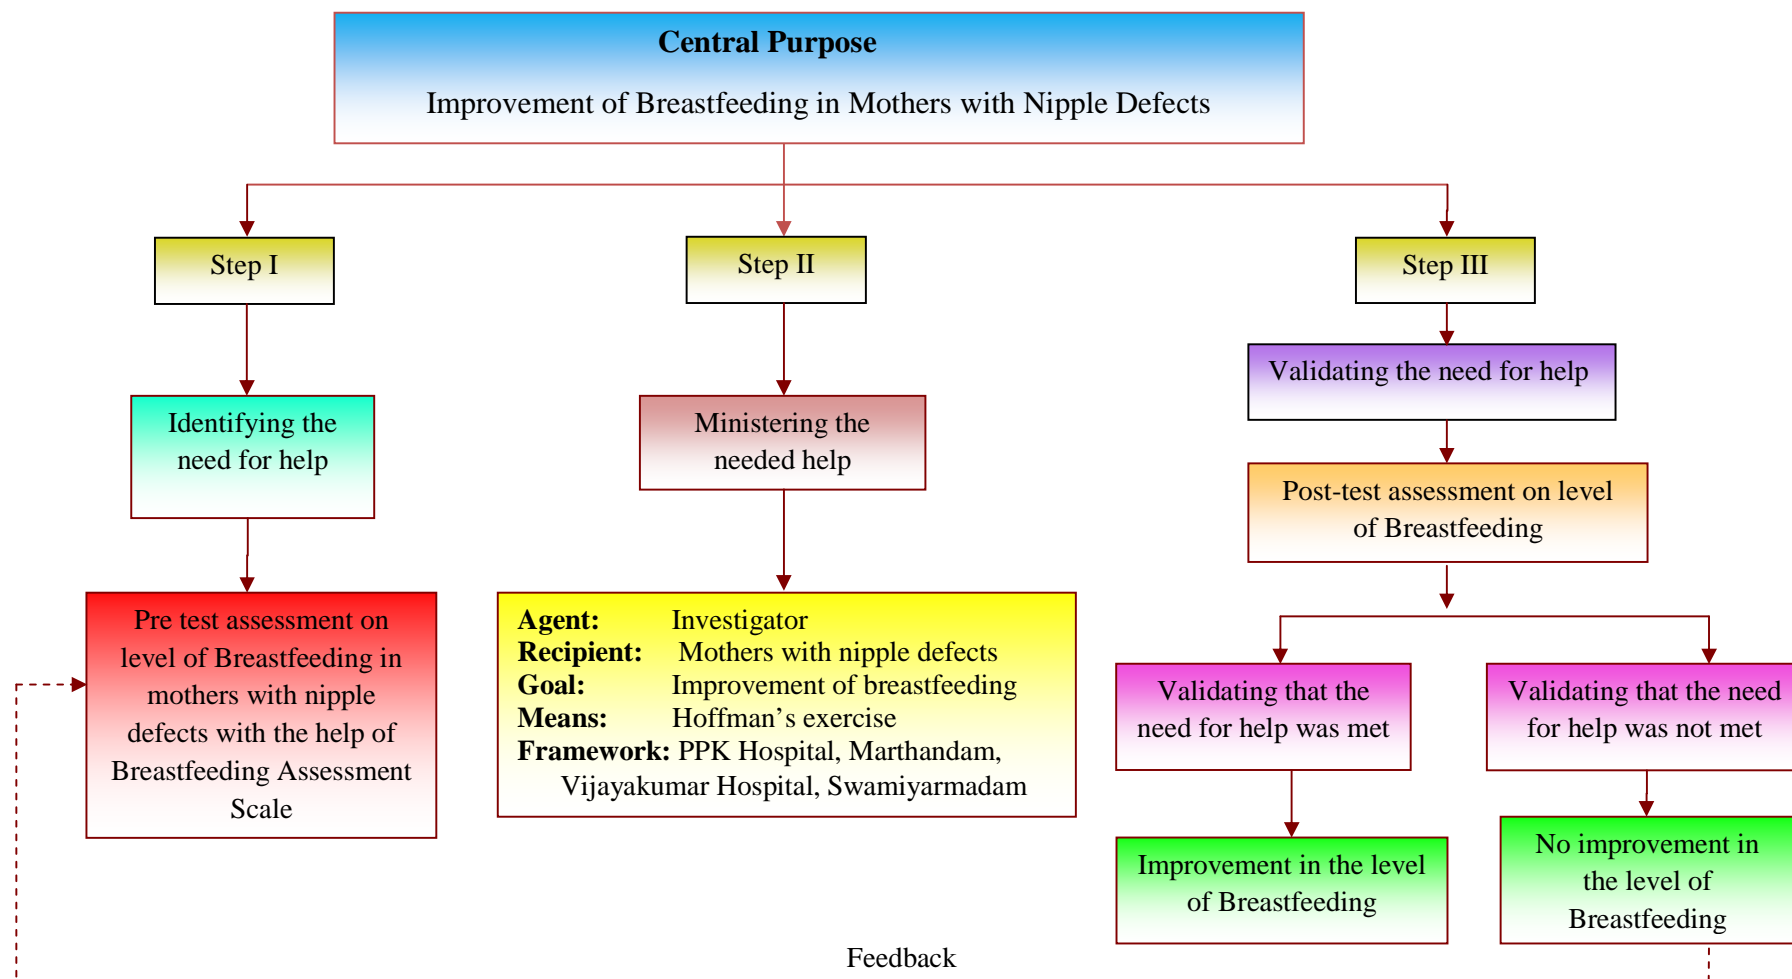 Central Purpose
Improvement of Breastfeeding in Mothers with Nipple Defects
Step I
Step II
Step III
Identifying the
need for help
Ministering the
needed help
Validating the need for help
Post-test assessment on level
of Breastfeeding
Pre test assessment on
level of Breastfeeding in
mothers with nipple
defects with the help of
Breastfeeding Assessment
Scale
Agent: Investigator
Recipient: Mothers with nipple defects
Goal: Improvement of breastfeeding
Means: Hoffman’s exercise
Framework: PPK Hospital, Marthandam,
Vijayakumar Hospital, Swamiyarmadam
Validating that the
need for help was met
Validating that the need
for help was not met
Improvement in the level
of Breastfeeding
No improvement in
the level of
Breastfeeding
Feedback